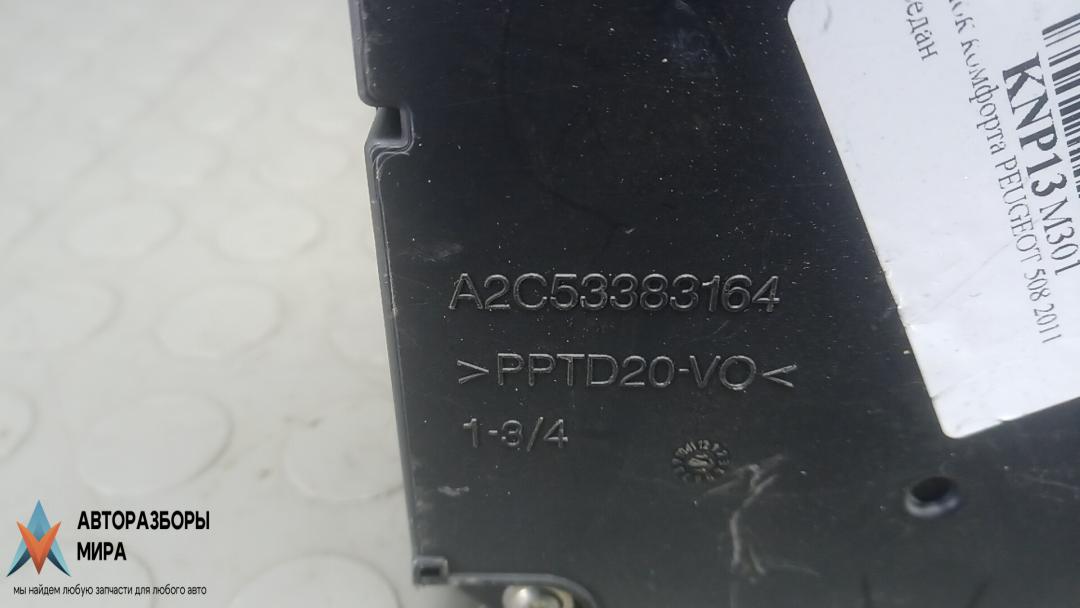 KNP13 M301
комфорта PEUGEOT 508 2011
A2C53383164
>PPTD20-VO<
1-3/4
АВТОРАЗБОРЫ
МИРА
мы найдем любую запчасти для любого авто